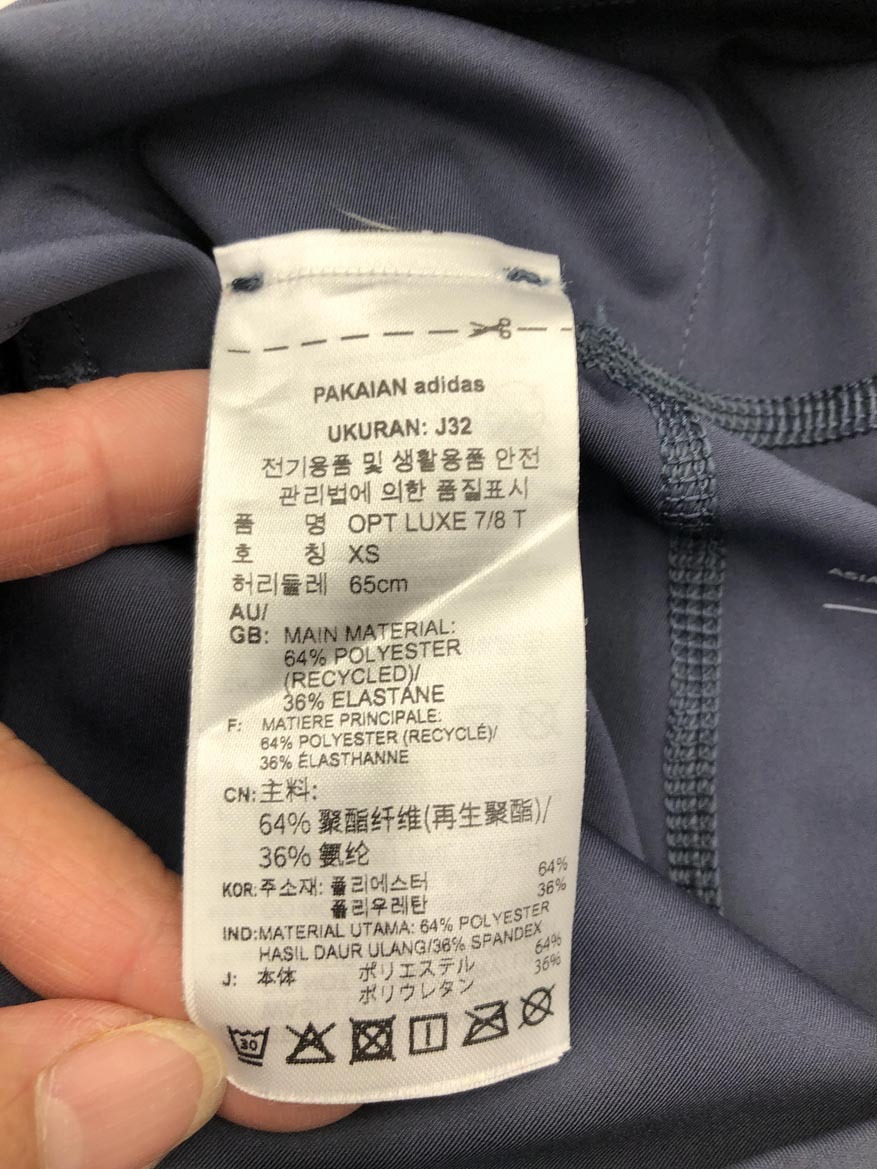 PAKAIAN adidas
UKURAN: J32
전기용품 및 생활용품 안전
관리법에 의한 품질표시
품 명 OPT LUXE 7/8 T
호 칭 XS
허리둘레 65cm
AU/
GB: MAIN MATERIAL:
64% POLYESTER
(RECYCLED)/
36% ELASTANE
F: MATIERE PRINCIPALE:
64% POLYESTER (RECYCLÉ)/
36% ÉLASTHANNE
CN:主料:
64% 聚酯纤维(再生聚酯)/
36% 氨纶
KOR:주소재: 폴리에스터 64%
폴리우레탄 36%
IND:MATERIAL UTAMA: 64% POLYESTER
HASIL DAUR ULANG/36% SPANDEX
J: 本体 ポリエステル 64%
ポリウレタン 36%
30
ASIA